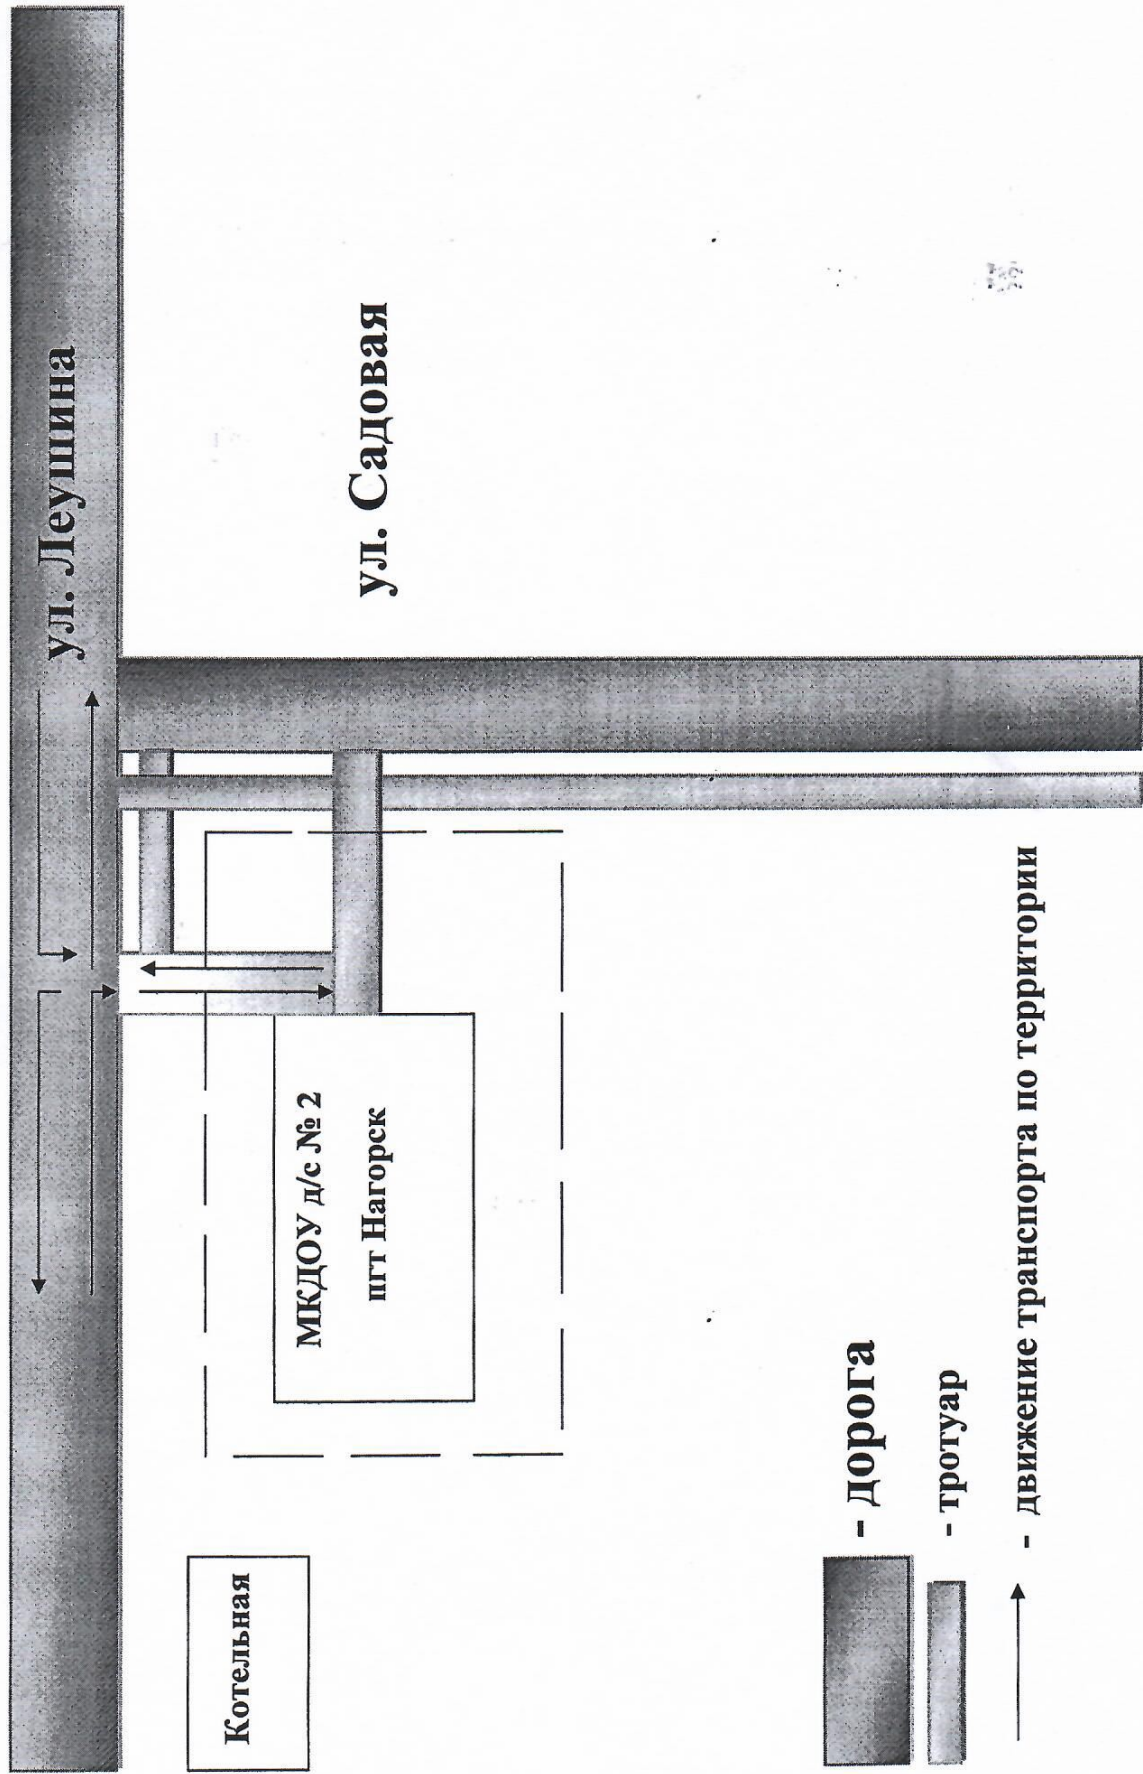 ул. Леушина
ул. Садовая
МКДОУ д/с № 2
пгт Нагорск
Котельная
- дорога
- тротуар
- движение транспорта по территории